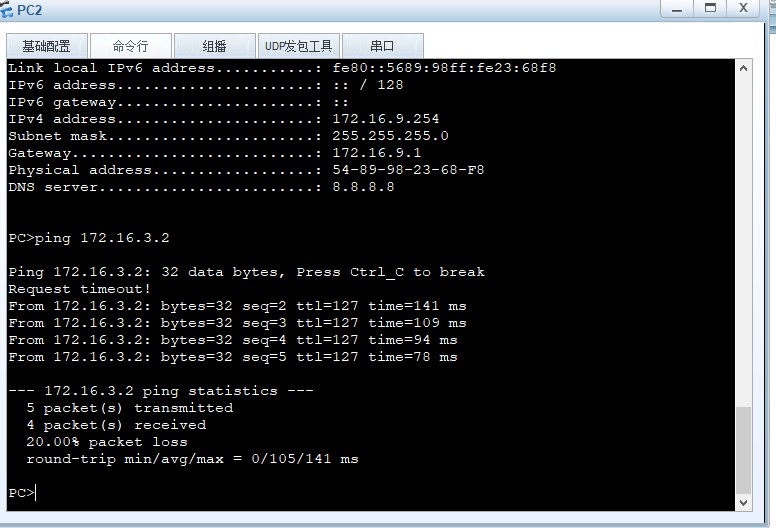 PC2
基础配置
命令行
组播
UDP发包工具
串口
Link local IPv6 address...........: fe80::5689:98ff:fe23:68f8
IPv6 address......................: :: / 128
IPv6 gateway......................: ::
IPv4 address......................: 172.16.9.254
Subnet mask.......................: 255.255.255.0
Gateway...........................: 172.16.9.1
Physical address..................: 54-89-98-23-68-F8
DNS server........................: 8.8.8.8
PC>ping 172.16.3.2
Ping 172.16.3.2: 32 data bytes, Press Ctrl_C to break
Request timeout!
From 172.16.3.2: bytes=32 seq=2 ttl=127 time=141 ms
From 172.16.3.2: bytes=32 seq=3 ttl=127 time=109 ms
From 172.16.3.2: bytes=32 seq=4 ttl=127 time=94 ms
From 172.16.3.2: bytes=32 seq=5 ttl=127 time=78 ms
--- 172.16.3.2 ping statistics ---
5 packet(s) transmitted
4 packet(s) received
20.00% packet loss
round-trip min/avg/max = 0/105/141 ms
PC>